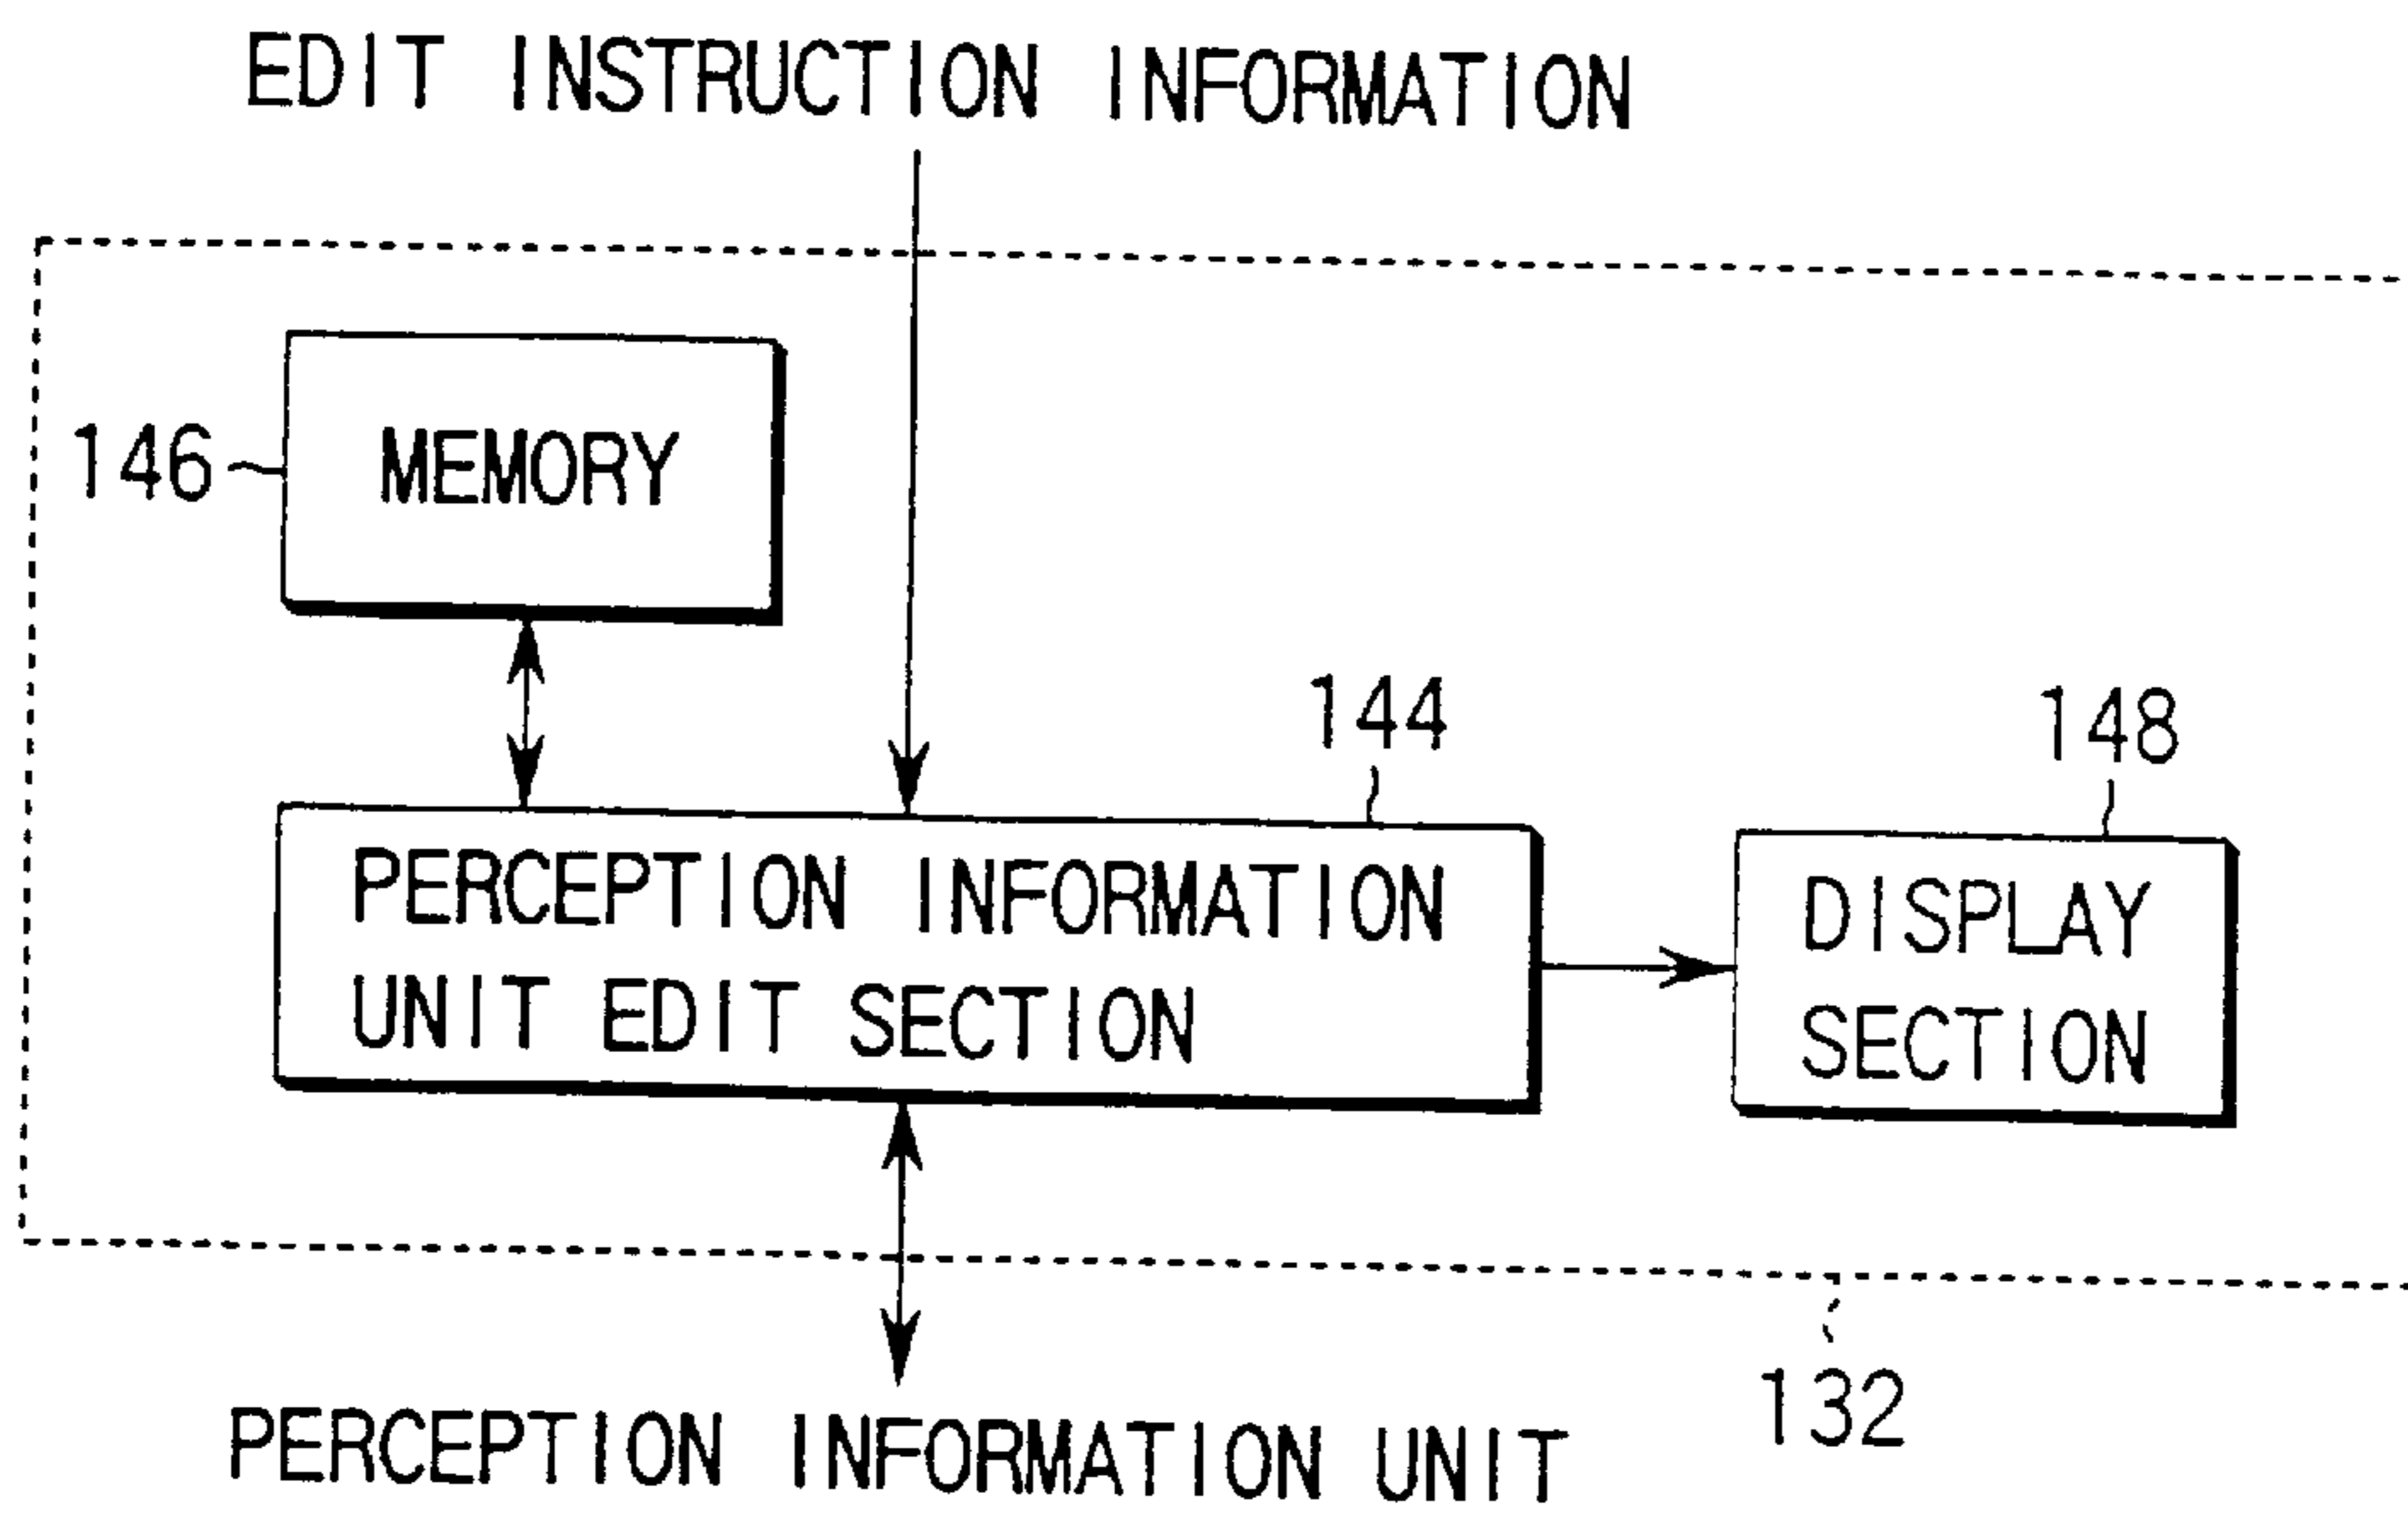 EDIT INSTRUCTION INFORMATION
146
MEMORY
144
148
PERCEPTION INFORMATION
UNIT EDIT SECTION
DISPLAY
SECTION
132
PERCEPTION INFORMATION UNIT